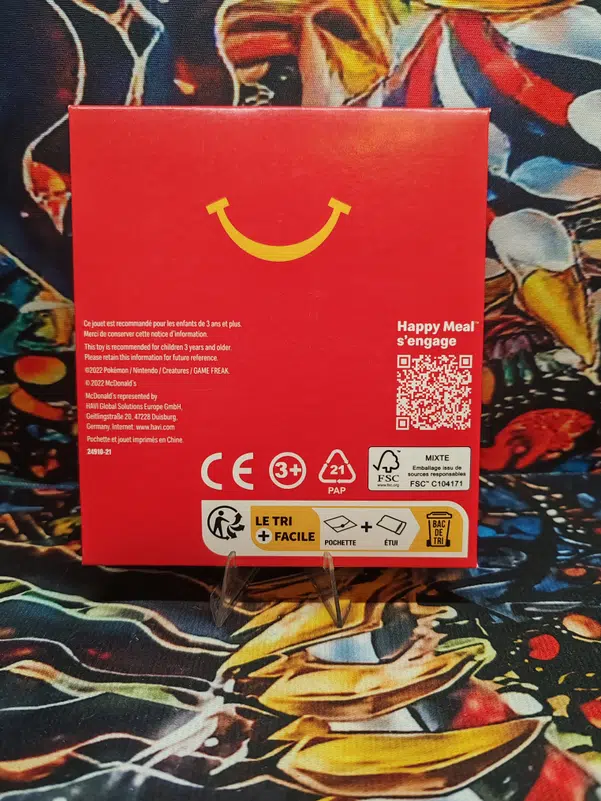 Ce jouet est recommandé pour les enfants de 3 ans et plus.
Merci de conserver cette notice d'information.
This toy is recommended for children 3 years and older.
Please retain this information for future reference.
©2022 Pokémon / Nintendo / Creatures / GAME FREAK.
© 2022 McDonald's
McDonald's represented by
HAVI Global Solutions Europe GmbH,
Geitlingstraße 20, 47228 Duisburg,
Germany. Internet: www.havi.com
Pochette et jouet imprimés en Chine.
24910-21
Happy Meal™
s'engage
CE
3+
21
PAP
FSC
www.fsc.org
MIXTE
Emballage issu de
sources responsables
FSC™ C104171
LE TRI
+ FACILE
POCHETTE
+
ÉTUI
BAC
DE
TRI